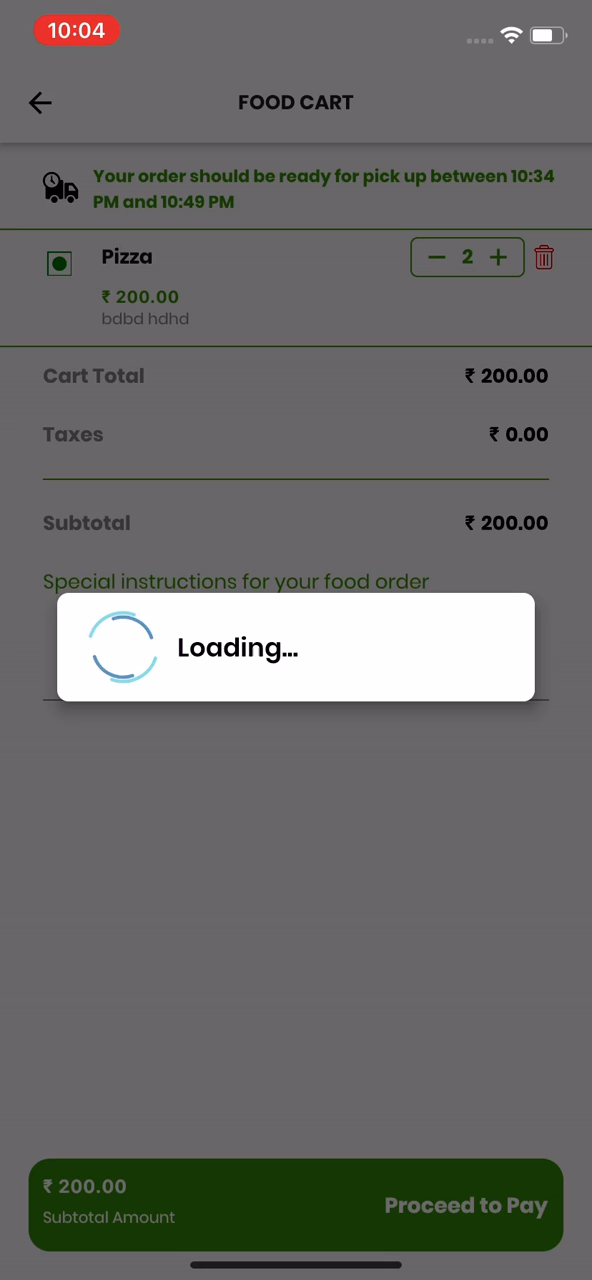 10:04
FOOD CART
Your order should be ready for pick up between 10:34
PM and 10:49 PM
Pizza
2
₹ 200.00
bdbd hdhd
Cart Total
₹ 200.00
Taxes
₹ 0.00
Subtotal
₹ 200.00
Special instructions for your food order
Loading...
₹ 200.00
Subtotal Amount
Proceed to Pay